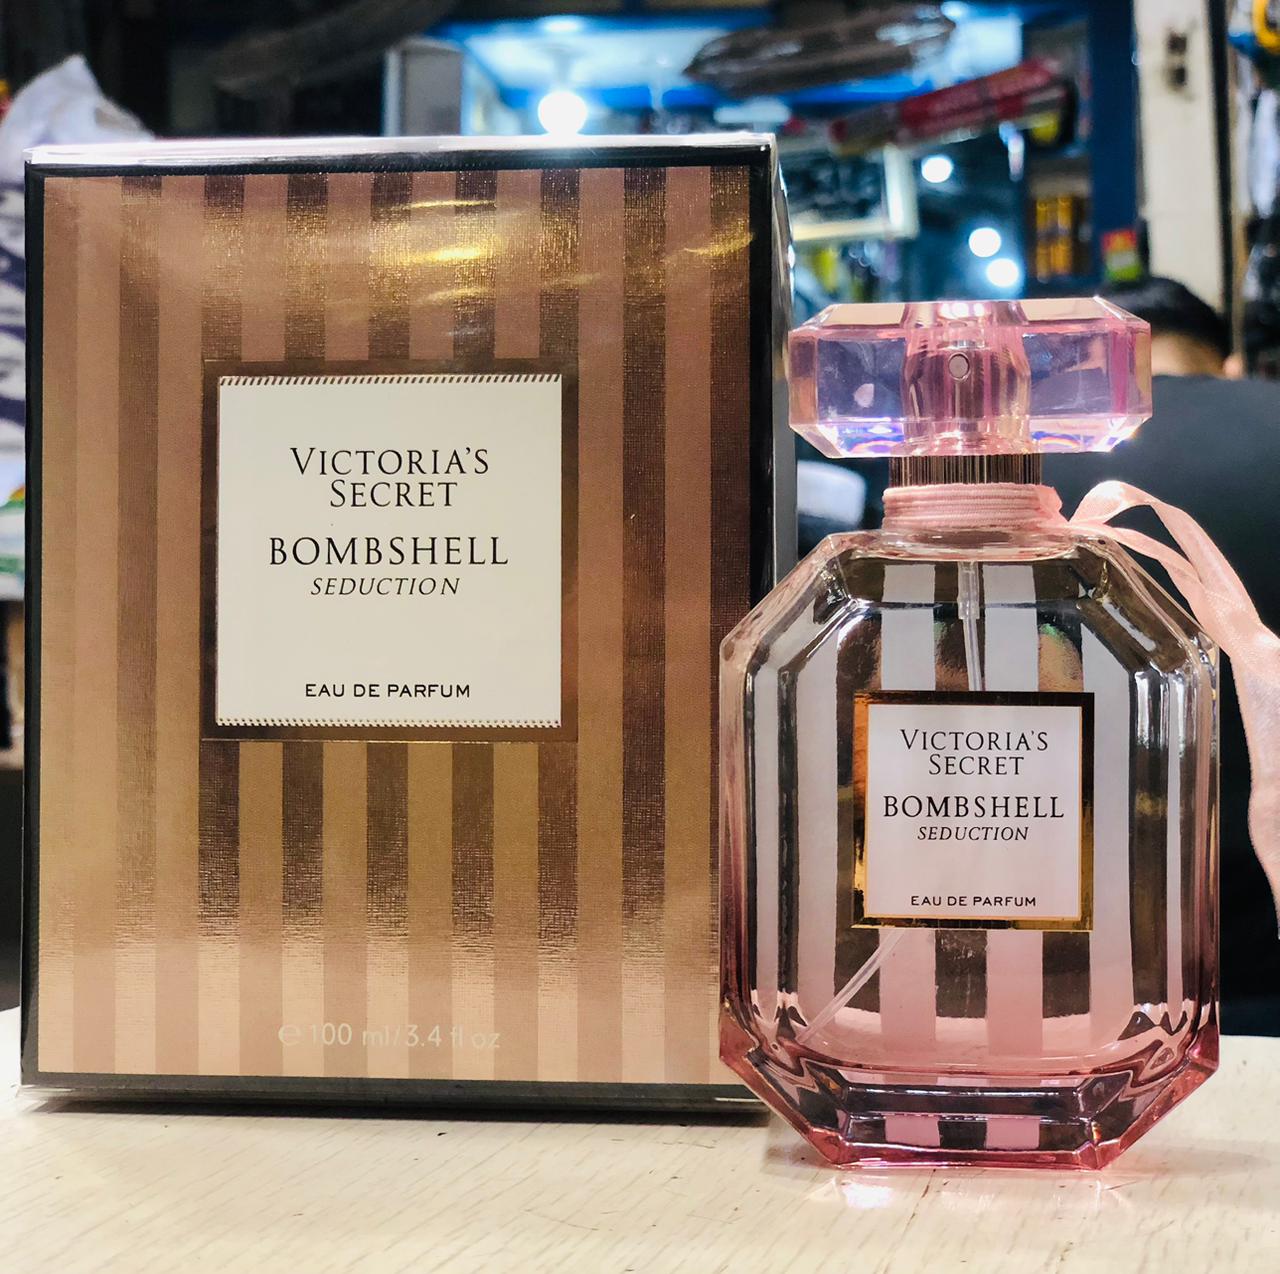 VICTORIA'S
SECRET
BOMBSHELL
SEDUCTION
EAU DE PARFUM
℮ 100 ml/3.4 fl oz
VICTORIA'S
SECRET
BOMBSHELL
SEDUCTION
EAU DE PARFUM